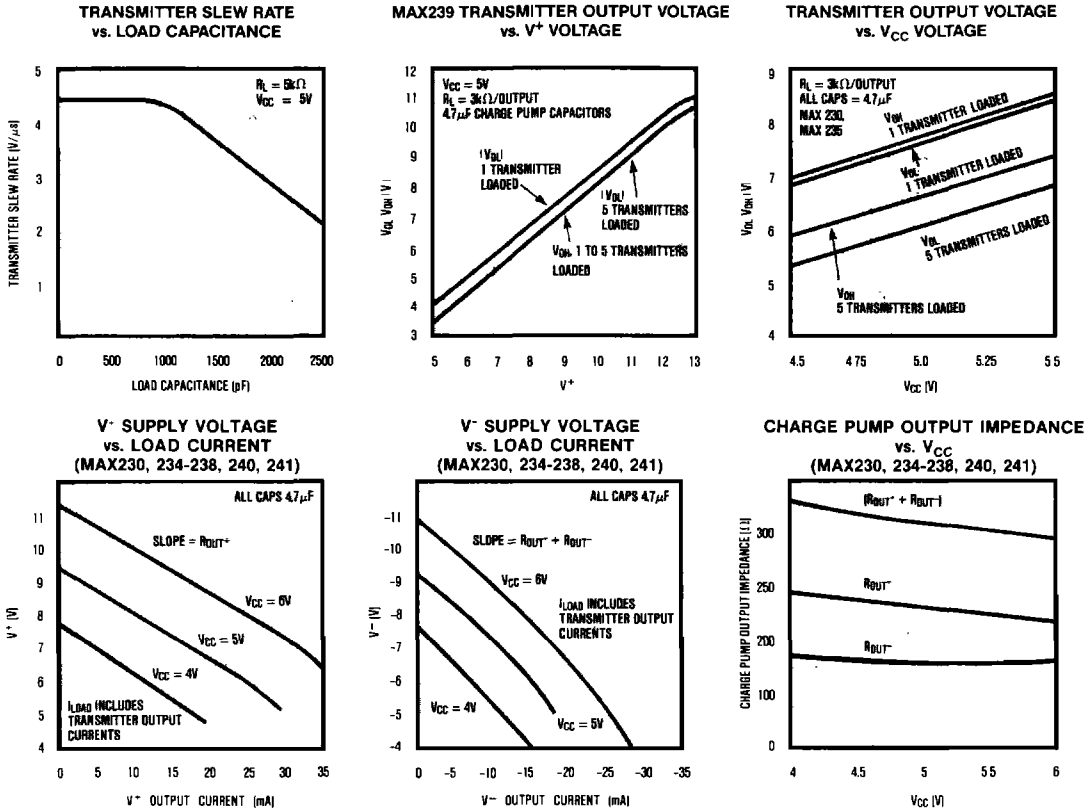 TRANSMITTER SLEW RATE
vs. LOAD CAPACITANCE
5
4
3
2
1
TRANSMITTER SLEW RATE (V/μs)
RL = 5kΩ
VCC = 5V
0 500 1000 1500 2000 2500
LOAD CAPACITANCE (pF)
MAX239 TRANSMITTER OUTPUT VOLTAGE
vs. V+ VOLTAGE
12
11
10
9
8
7
6
5
4
3
VOL VOH (V)
VCC = 5V
RL = 3kΩ/OUTPUT
4.7μF CHARGE PUMP CAPACITORS
|VOL|
1 TRANSMITTER
LOADED
|VOL|
5 TRANSMITTERS
LOADED
VOH, 1 TO 5 TRANSMITTERS
LOADED
5 6 7 8 9 10 11 12 13
V+
TRANSMITTER OUTPUT VOLTAGE
vs. VCC VOLTAGE
9
8
7
6
5
4
VOL VOH (V)
RL = 3kΩ/OUTPUT
ALL CAPS = 4.7μF
MAX 230,
MAX 235
VOH
1 TRANSMITTER LOADED
VOL
1 TRANSMITTER LOADED
VOL
5 TRANSMITTERS LOADED
VOH
5 TRANSMITTERS LOADED
4.5 4.75 5.0 5.25 5 5
VCC (V)
V+ SUPPLY VOLTAGE
vs. LOAD CURRENT
(MAX230, 234-238, 240, 241)
11
10
9
8
7
6
5
4
V+ (V)
ALL CAPS 4.7μF
SLOPE = ROUT+
VCC = 6V
VCC = 5V
VCC = 4V
ILOAD INCLUDES
TRANSMITTER OUTPUT
CURRENTS
0 5 10 15 20 25 30 35
V+ OUTPUT CURRENT (mA)
V- SUPPLY VOLTAGE
vs. LOAD CURRENT
(MAX230, 234-238, 240, 241)
-11
-10
-9
-8
-7
-6
-5
-4
V- (V)
ALL CAPS 4.7μF
SLOPE = ROUT+ + ROUT-
VCC = 6V
ILOAD INCLUDES
TRANSMITTER OUTPUT
CURRENTS
VCC = 4V
VCC = 5V
0 -5 -10 -15 -20 -25 -30 -35
V- OUTPUT CURRENT (mA)
CHARGE PUMP OUTPUT IMPEDANCE
vs. VCC
(MAX230, 234-238, 240, 241)
300
250
200
100
0
CHARGE PUMP OUTPUT IMPEDANCE (Ω)
(ROUT+ + ROUT-)
ROUT-
ROUT-
4 4.5 5 5 5 6
VCC (V)